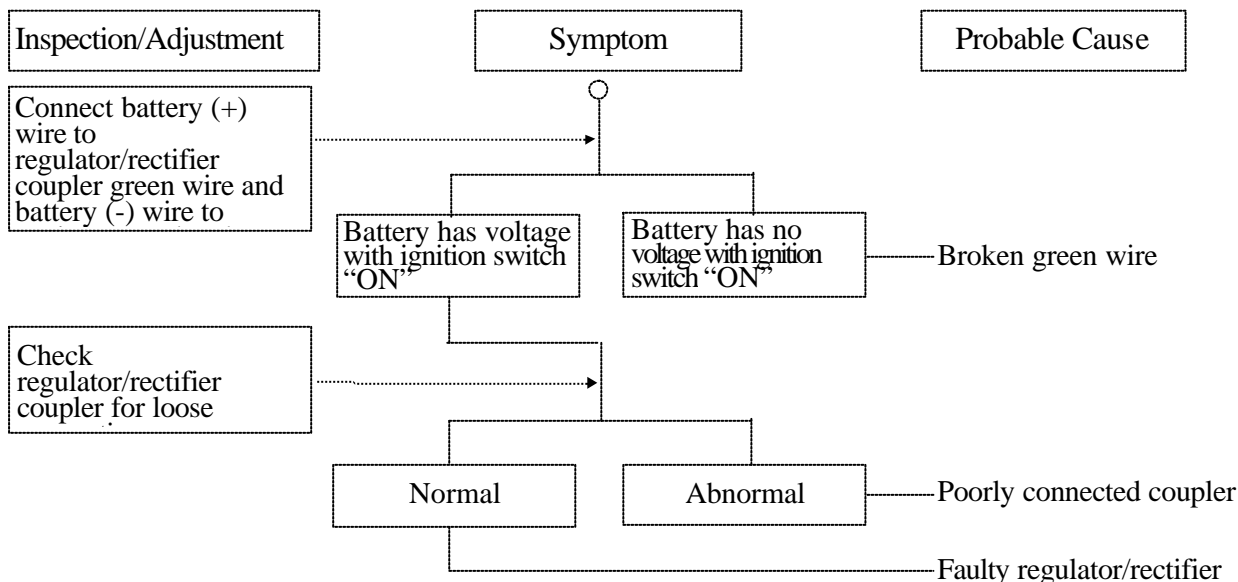 Inspection/Adjustment
Symptom
Probable Cause
Connect battery (+)
wire to
regulator/rectifier
coupler green wire and
battery (-) wire to
Battery has voltage
with ignition switch
“ON”
Battery has no
voltage with ignition
switch “ON”
Broken green wire
Check
regulator/rectifier
coupler for loose
Normal
Abnormal
Poorly connected coupler
Faulty regulator/rectifier